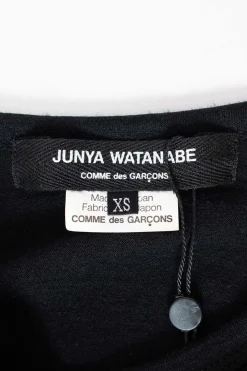 JUNYA WATANABE
COMME des GARÇONS
XS
COMME des GARÇONS